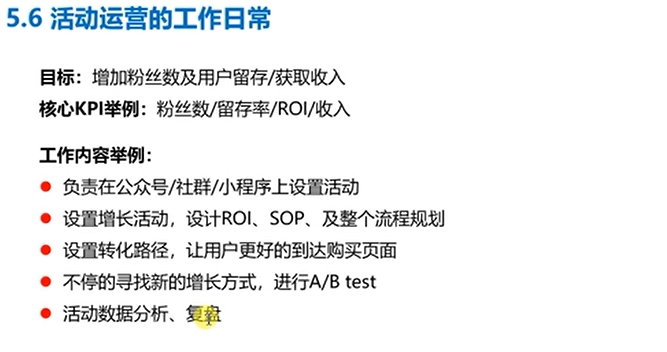 5.6 活动运营的工作日常
目标：增加粉丝数及用户留存/获取收入
核心KPI举例：粉丝数/留存率/ROI/收入
工作内容举例：
负责在公众号/社群/小程序上设置活动
设置增长活动，设计ROI、SOP、及整个流程规划
设置转化路径，让用户更好的到达购买页面
不停的寻找新的增长方式，进行A/B test
活动数据分析、复盘